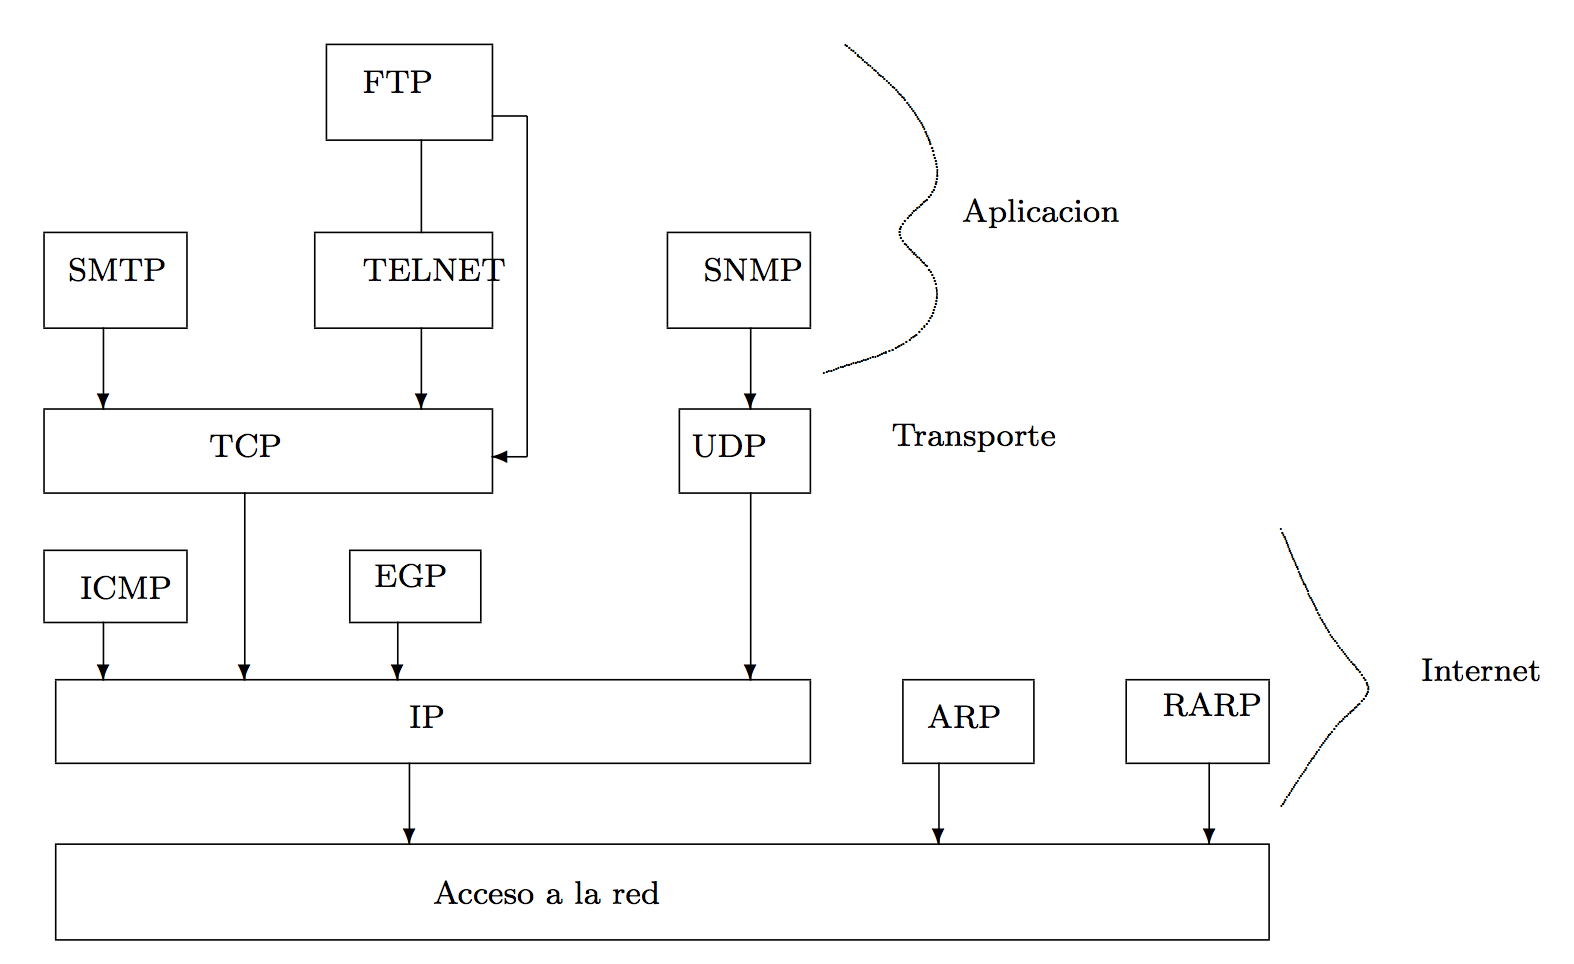 FTP
Aplicacion
SMTP
TELNET
SNMP
TCP
UDP
Transporte
ICMP
EGP
Internet
IP
ARP
RARP
Acceso a la red